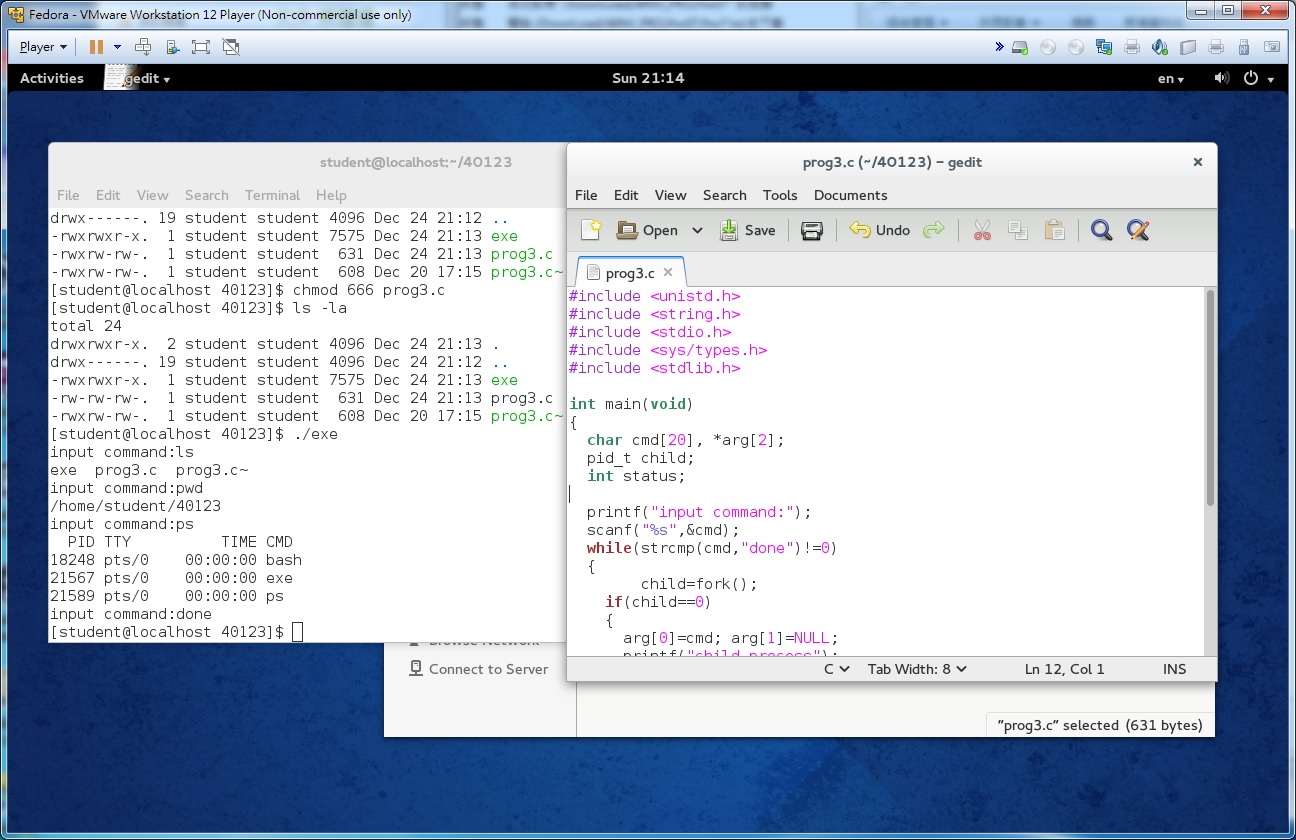 Fedora - VMware Workstation 12 Player (Non-commercial use only)
Player
Activities
gedit
Sun 21:14
en
student@localhost:~/40123
File Edit View Search Terminal Help
drwx------. 19 student student 4096 Dec 24 21:12 ..
-rwxrwxr-x. 1 student student 7575 Dec 24 21:13 exe
-rwxrw-rw-. 1 student student 631 Dec 24 21:13 prog3.c
-rwxrw-rw-. 1 student student 608 Dec 20 17:15 prog3.c~
[student@localhost 40123]$ chmod 666 prog3.c
[student@localhost 40123]$ ls -la
total 24
drwxrwxr-x. 2 student student 4096 Dec 24 21:13 .
drwx------. 19 student student 4096 Dec 24 21:12 ..
-rwxrwxr-x. 1 student student 7575 Dec 24 21:13 exe
-rw-rw-rw-. 1 student student 631 Dec 24 21:13 prog3.c
-rwxrw-rw-. 1 student student 608 Dec 20 17:15 prog3.c~
[student@localhost 40123]$ ./exe
input command:ls
exe prog3.c prog3.c~
input command:pwd
/home/student/40123
input command:ps
PID TTY TIME CMD
18248 pts/0 00:00:00 bash
21567 pts/0 00:00:00 exe
21589 pts/0 00:00:00 ps
input command:done
[student@localhost 40123]$
prog3.c (~/40123) – gedit
File Edit View Search Tools Documents
Open Save Undo
prog3.c
#include <unistd.h>
#include <string.h>
#include <stdio.h>
#include <sys/types.h>
#include <stdlib.h>
int main(void)
{
char cmd[20], *arg[2];
pid_t child;
int status;
printf("input command:");
scanf("%s",&cmd);
while(strcmp(cmd,"done")!=0)
{
child=fork();
if(child==0)
{
arg[0]=cmd; arg[1]=NULL;
printf("child process");
C Tab Width: 8 Ln 12, Col 1 INS
Browse Network
Connect to Server
“prog3.c” selected (631 bytes)